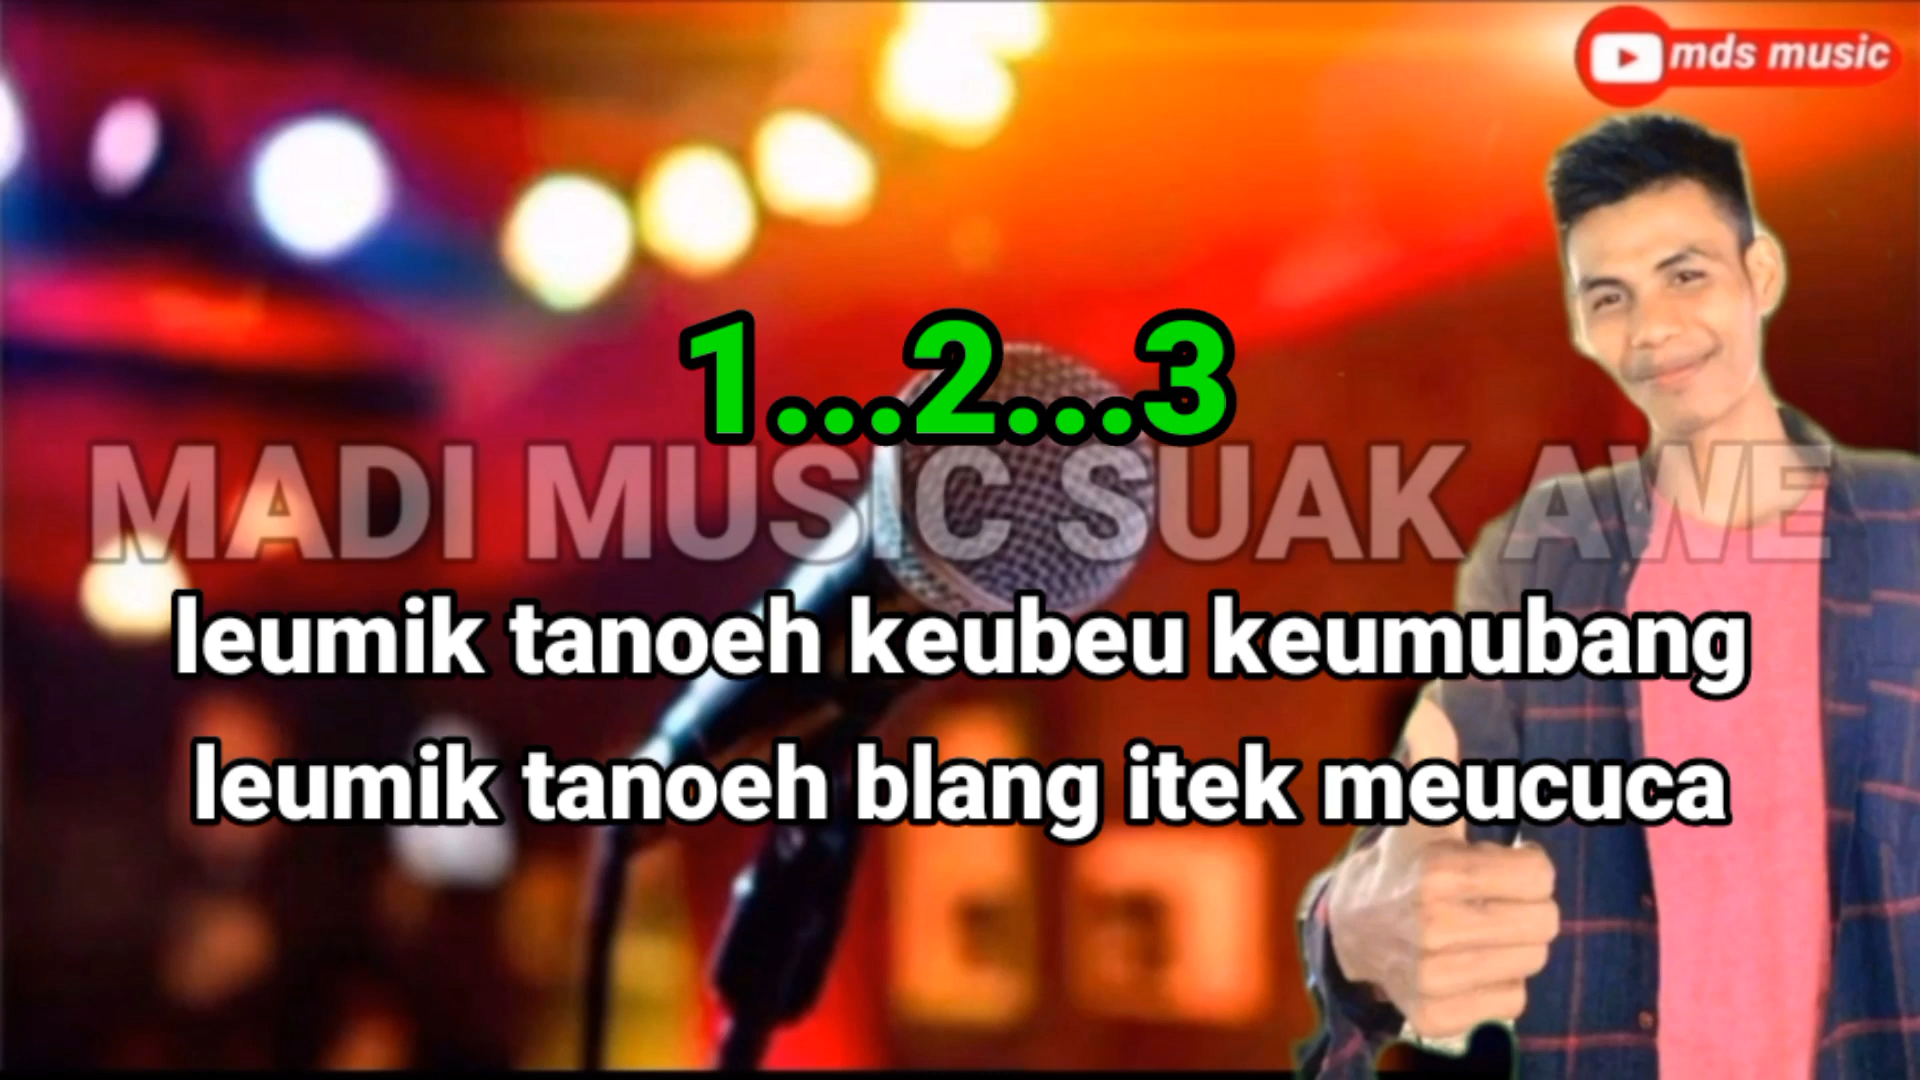 mds music
1...2...3
MADI MUSIC SUAK AWE
leumik tanoeh keubeu keumubang
leumik tanoeh blang itek meucuca